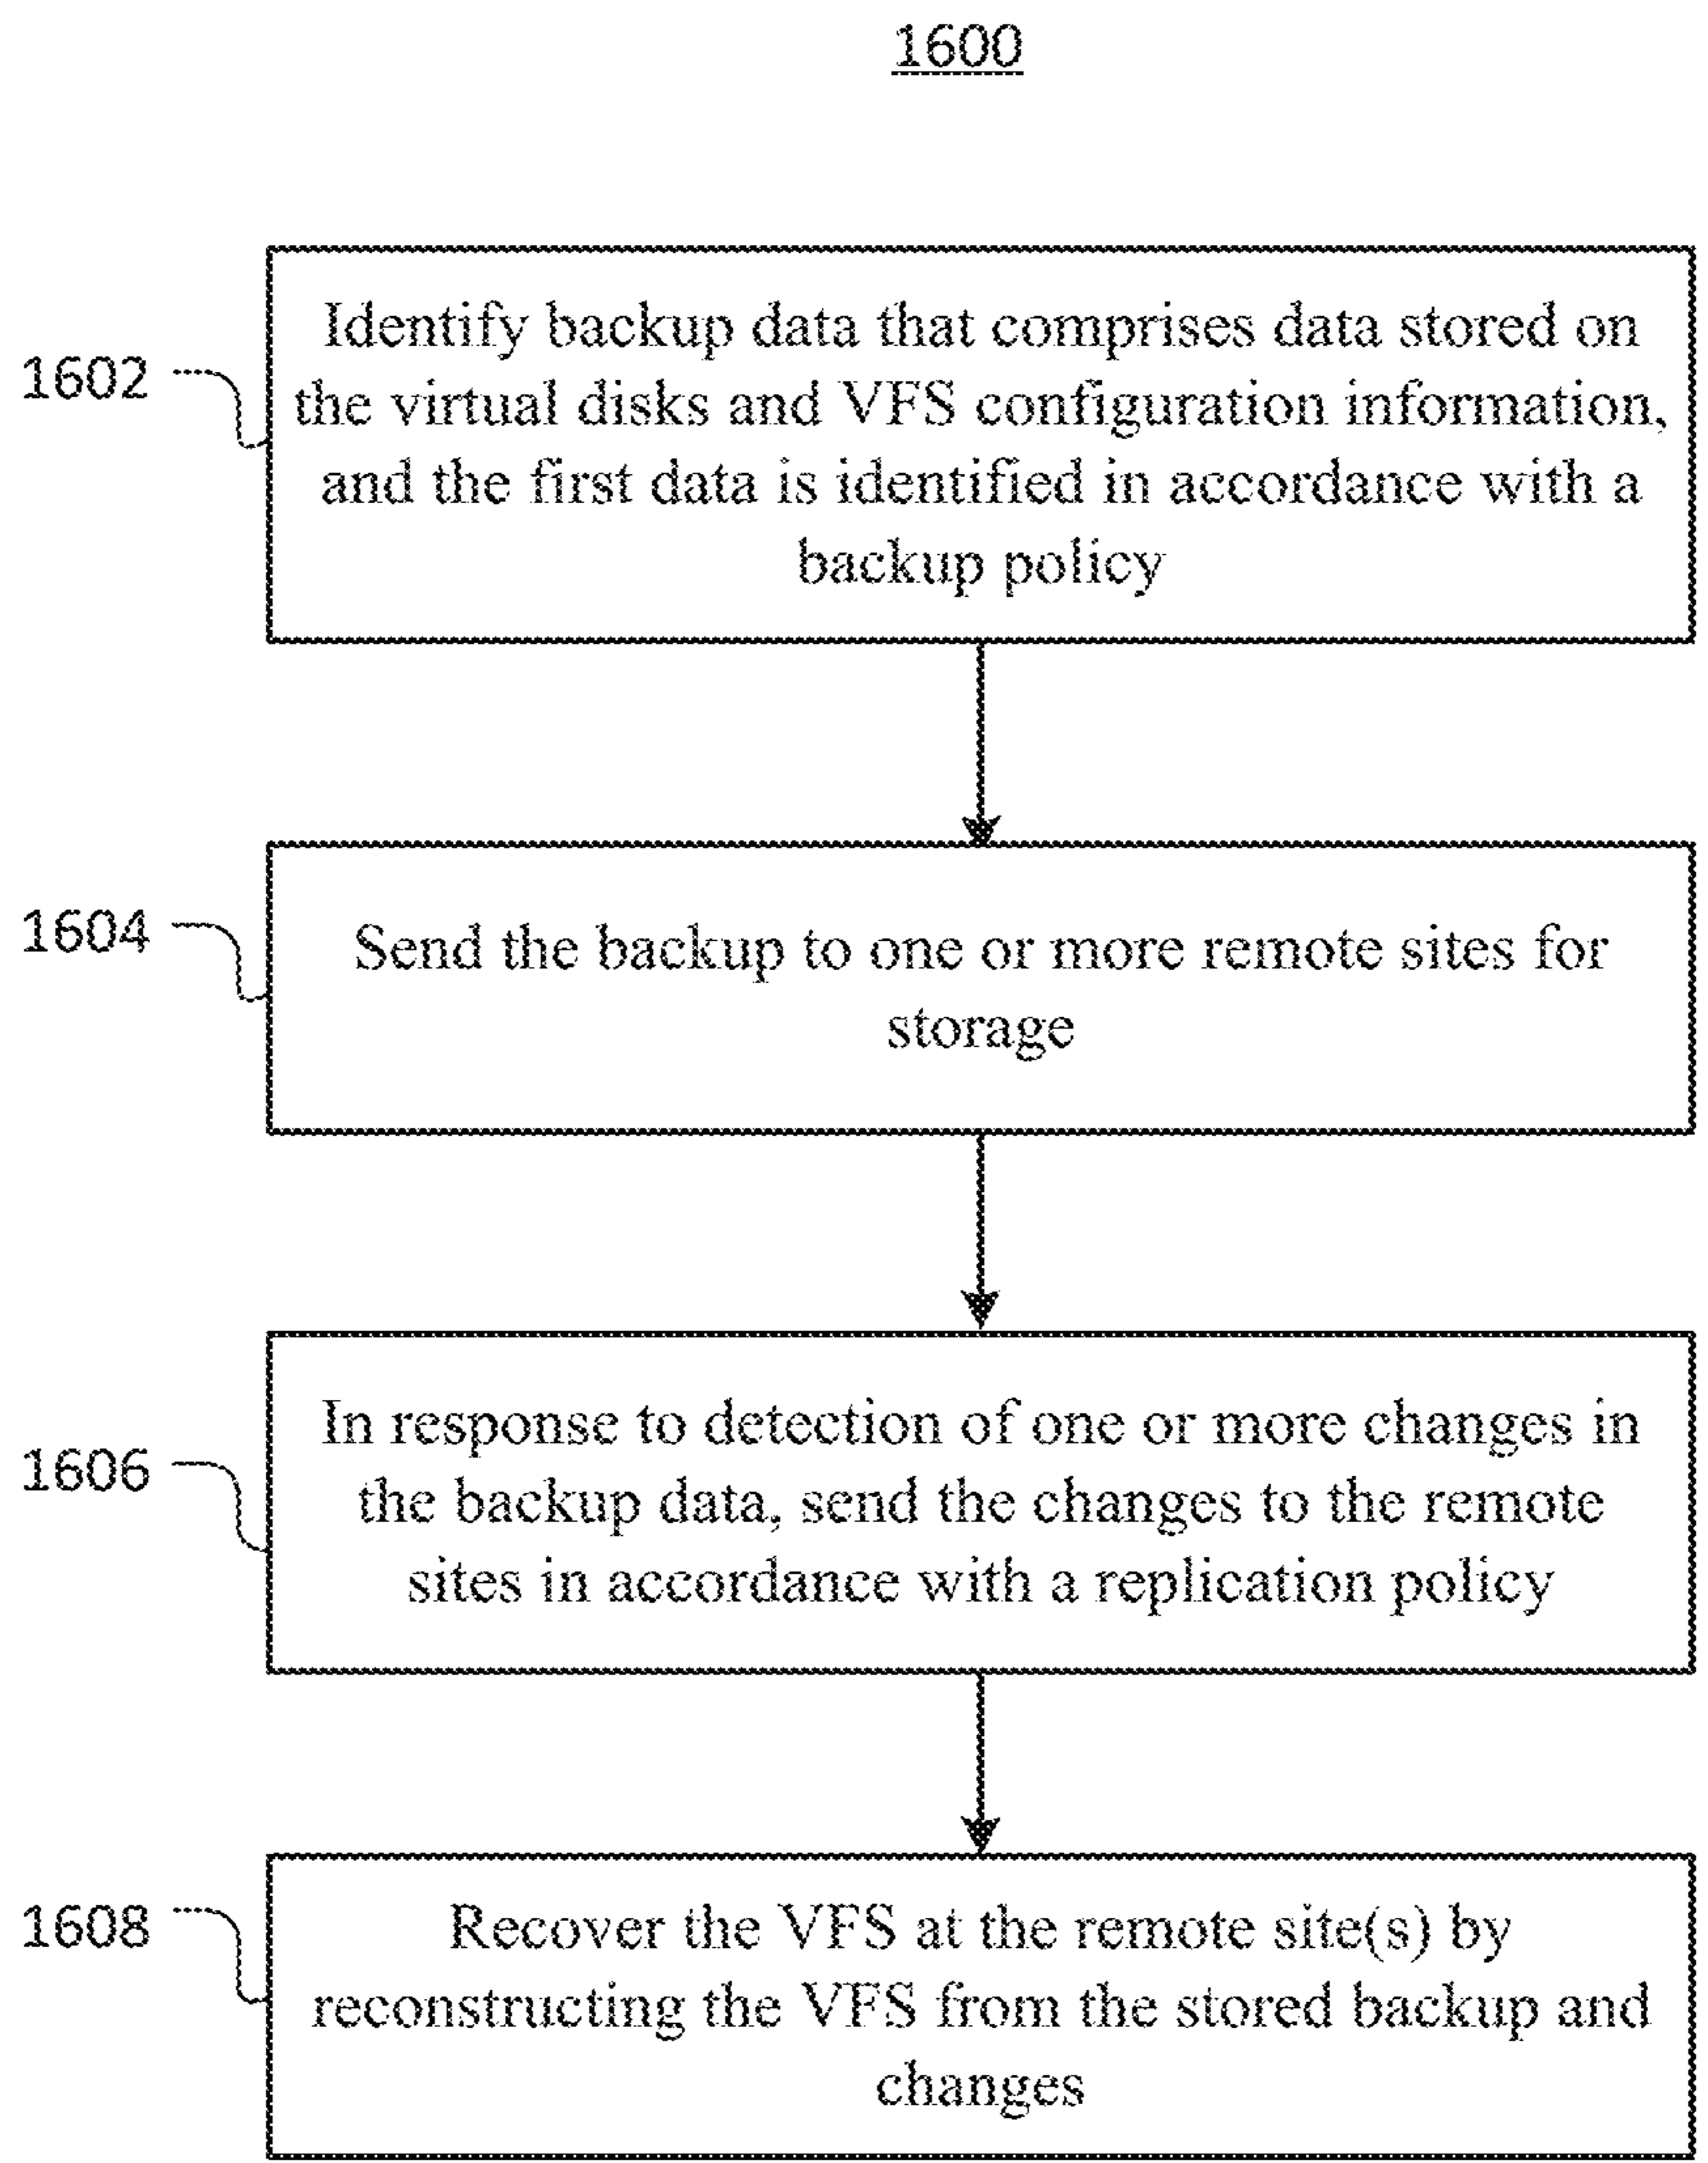 1600
1602
Identify backup data that comprises data stored on
the virtual disks and VFS configuration information,
and the first data is identified in accordance with a
backup policy
1604
Send the backup to one or more remote sites for
storage
1606
In response to detection of one or more changes in
the backup data, send the changes to the remote
sites in accordance with a replication policy
1608
Recover the VFS at the remote site(s) by
reconstructing the VFS from the stored backup and
changes